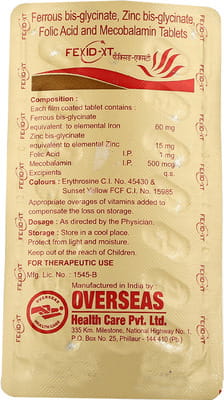 FEXID-XT
Ferrous bis-glycinate, Zinc bis-glycinate,
Folic Acid and Mecobalamin Tablets
FEXID-XT
Composition :
Each film coated tablet contains :
Ferrous bis-glycinate
equivalent to elemental Iron 60 mg
Zinc bis-glycinate
equivalent to elemental Zinc 15 mg
Folic Acid I.P. 1 mg
Mecobalamin I.P. 500 mcg
Excipients q.s.
Colours : Erythrosine C.I. No. 45430 &
Sunset Yellow FCF C.I. No. 15985
Appropriate overages of vitamins added to
compensate the loss on storage.
Dosage : As directed by the Physician.
Storage : Store in a cool place.
Protect from light and moisture.
Keep out of the reach of Children.
FOR THERAPEUTIC USE
Mfg. Lic. No. : 1545-B
Manufactured in India by :
OVERSEAS
Health Care Pvt. Ltd.
335 Km. Milestone, National Highway No. 1,
P.O. Box No. 25, Phillaur - 144 410 (Pb.)
OVERSEAS
HEALTH CARE